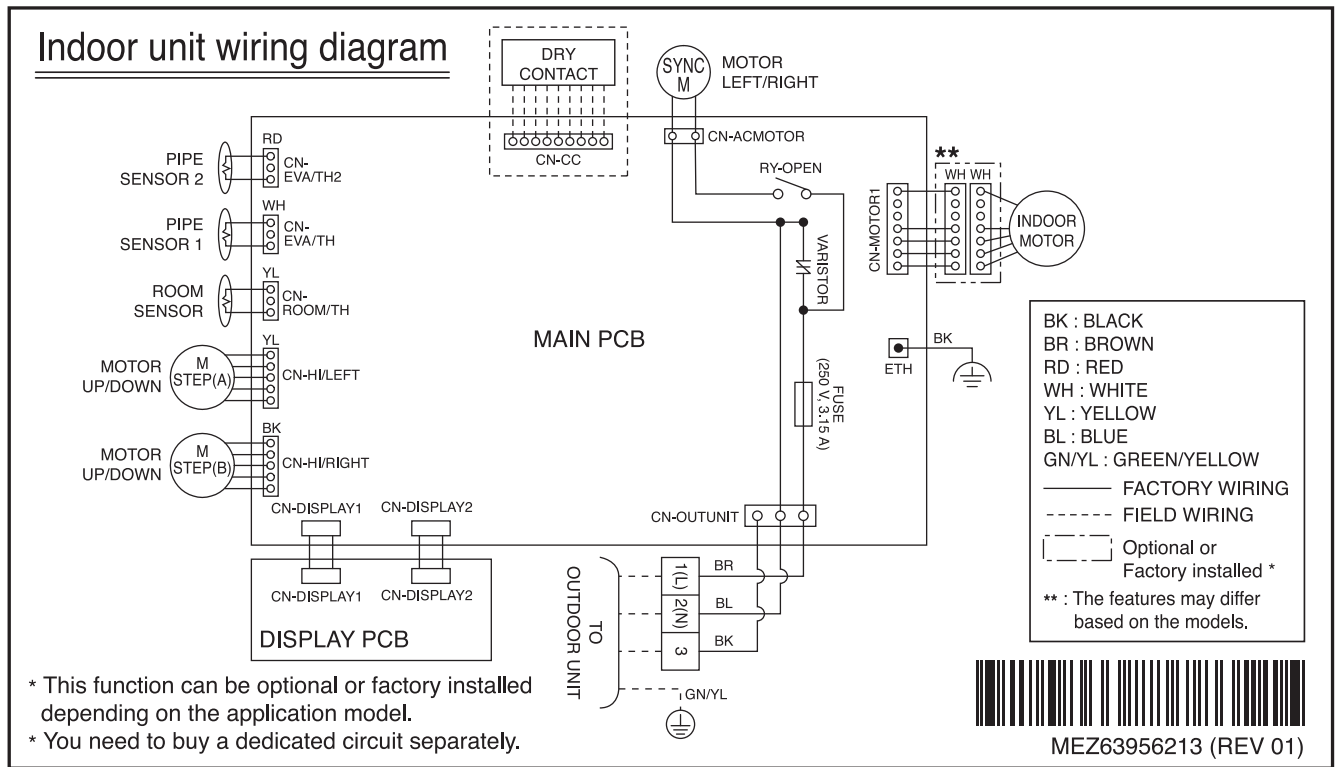 Indoor unit wiring diagram
DRY
CONTACT
CN-CC
SYNC
M
MOTOR
LEFT/RIGHT
CN-ACMOTOR
RY-OPEN
VARISTOR
FUSE
(250 V, 3.15 A)
PIPE
SENSOR 2
RD
CN-
EVA/TH2
PIPE
SENSOR 1
WH
CN-
EVA/TH
ROOM
SENSOR
YL
CN-
ROOM/TH
MOTOR
UP/DOWN
M
STEP(A)
YL
CN-HI/LEFT
MOTOR
UP/DOWN
M
STEP(B)
BK
CN-HI/RIGHT
MAIN PCB
CN-MOTOR1
**
WH WH
INDOOR
MOTOR
ETH
BK
CN-DISPLAY1 CN-DISPLAY2
CN-DISPLAY1 CN-DISPLAY2
DISPLAY PCB
CN-OUTUNIT
TO
OUTDOOR UNIT
1(L)
2(N)
3
BR
BL
BK
GN/YL
BK : BLACK
BR : BROWN
RD : RED
WH : WHITE
YL : YELLOW
BL : BLUE
GN/YL : GREEN/YELLOW
FACTORY WIRING
FIELD WIRING
Optional or
Factory installed *
** : The features may differ
based on the models.
* This function can be optional or factory installed
depending on the application model.
* You need to buy a dedicated circuit separately.
MEZ63956213 (REV 01)